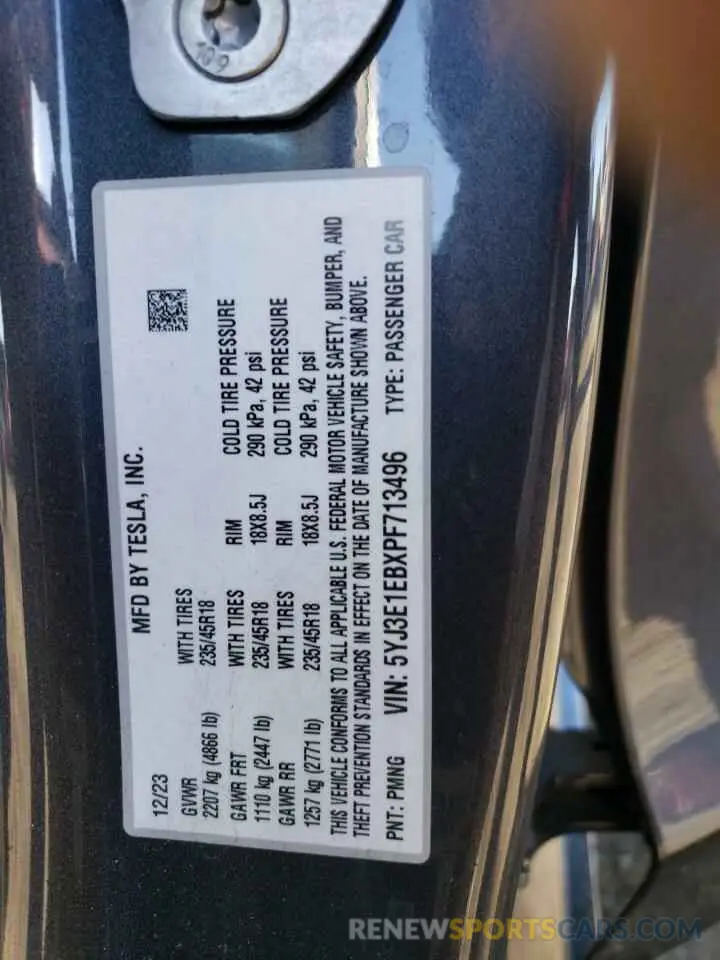 109
MFD BY TESLA, INC.
12/23
GVWR WITH TIRES
2207 kg (4866 lb) 235/45R18
GAWR FRT WITH TIRES RIM COLD TIRE PRESSURE
1110 kg (2447 lb) 235/45R18 18X8.5J 290 kPa, 42 psi
GAWR RR WITH TIRES RIM COLD TIRE PRESSURE
1257 kg (2771 lb) 235/45R18 18X8.5J 290 kPa, 42 psi
THIS VEHICLE CONFORMS TO ALL APPLICABLE U.S. FEDERAL MOTOR VEHICLE SAFETY, BUMPER, AND
THEFT PREVENTION STANDARDS IN EFFECT ON THE DATE OF MANUFACTURE SHOWN ABOVE.
PNT: PMNG VIN: 5YJ3E1EBXPF713496 TYPE: PASSENGER CAR
RENEWSPORTSCARS.COM